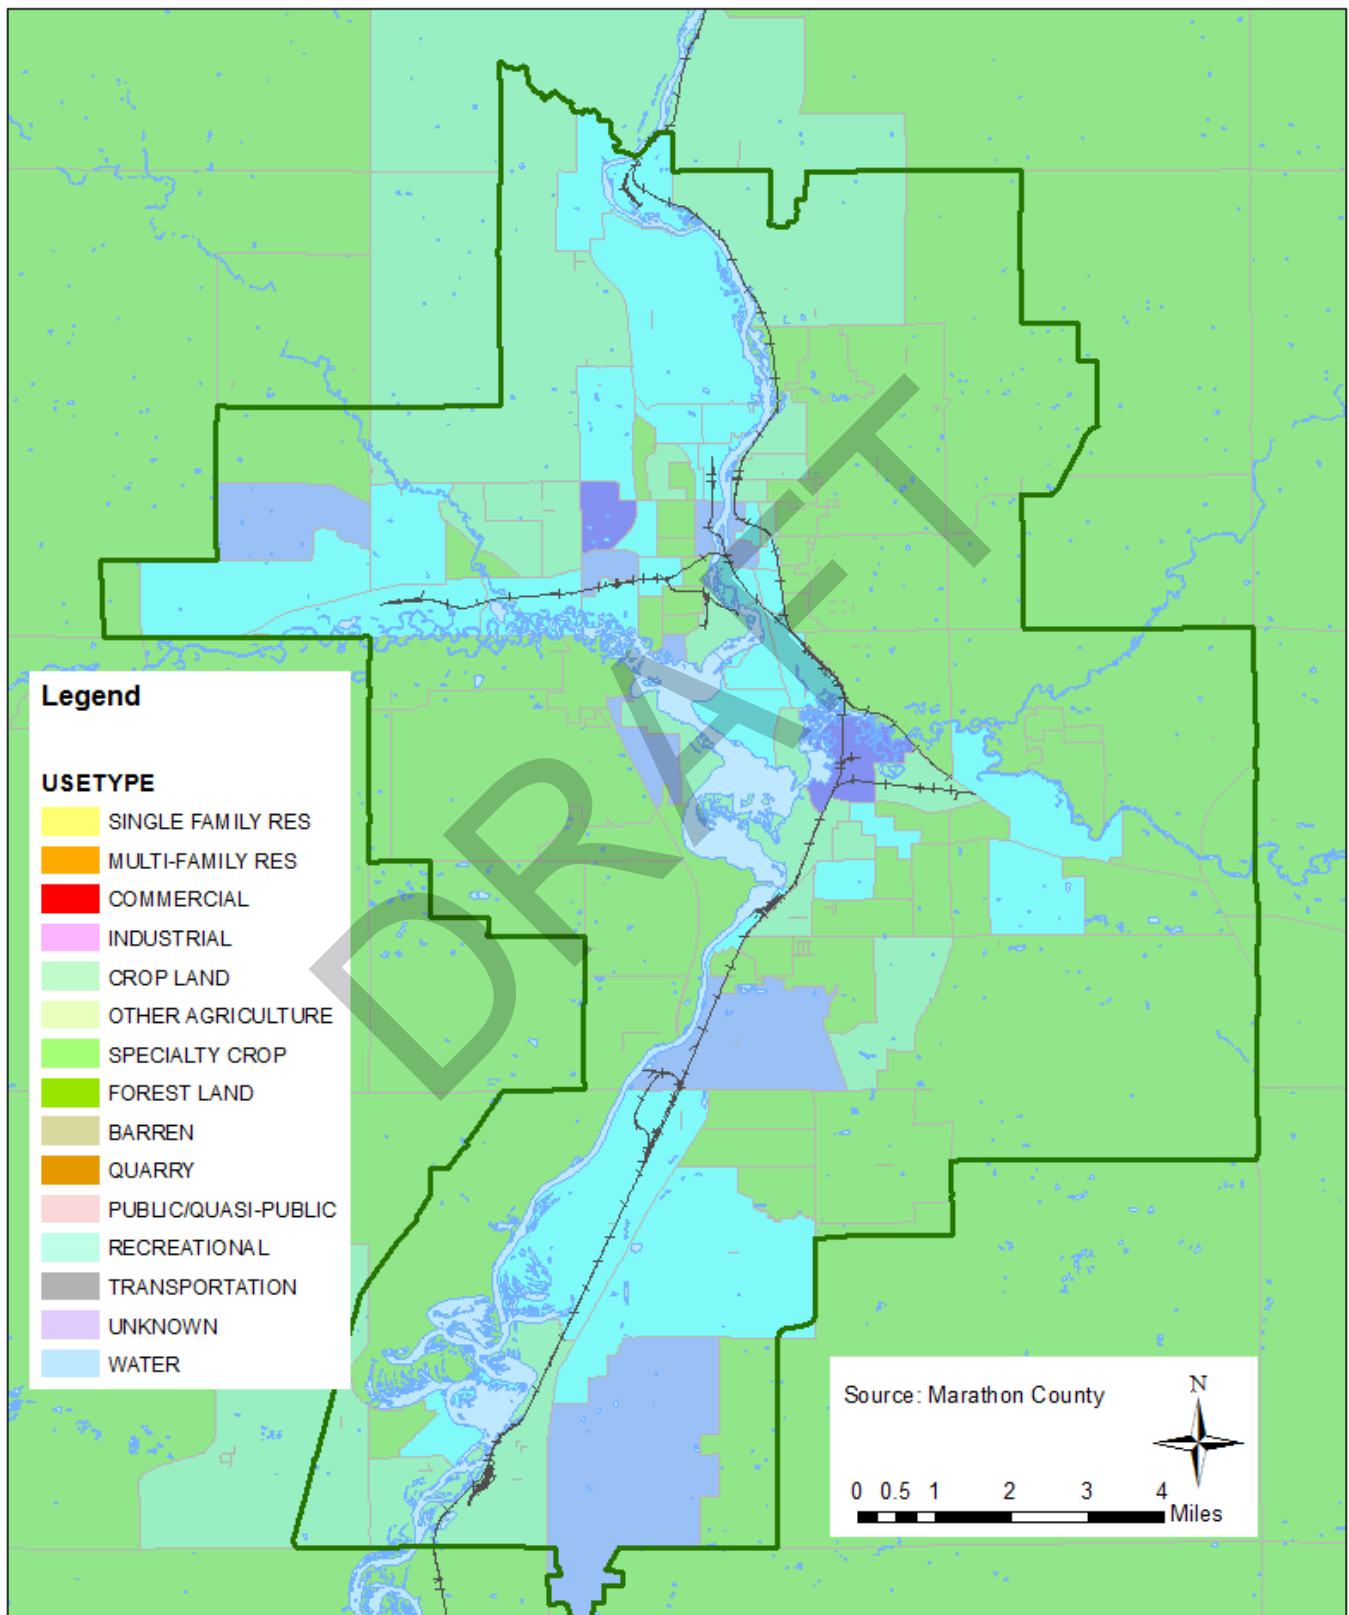 DRAFT
Legend
USETYPE
SINGLE FAMILY RES
MULTI-FAMILY RES
COMMERCIAL
INDUSTRIAL
CROP LAND
OTHER AGRICULTURE
SPECIALTY CROP
FOREST LAND
BARREN
QUARRY
PUBLIC/QUASI-PUBLIC
RECREATIONAL
TRANSPORTATION
UNKNOWN
WATER
Source: Marathon County
N
0 0.5 1 2 3 4
Miles